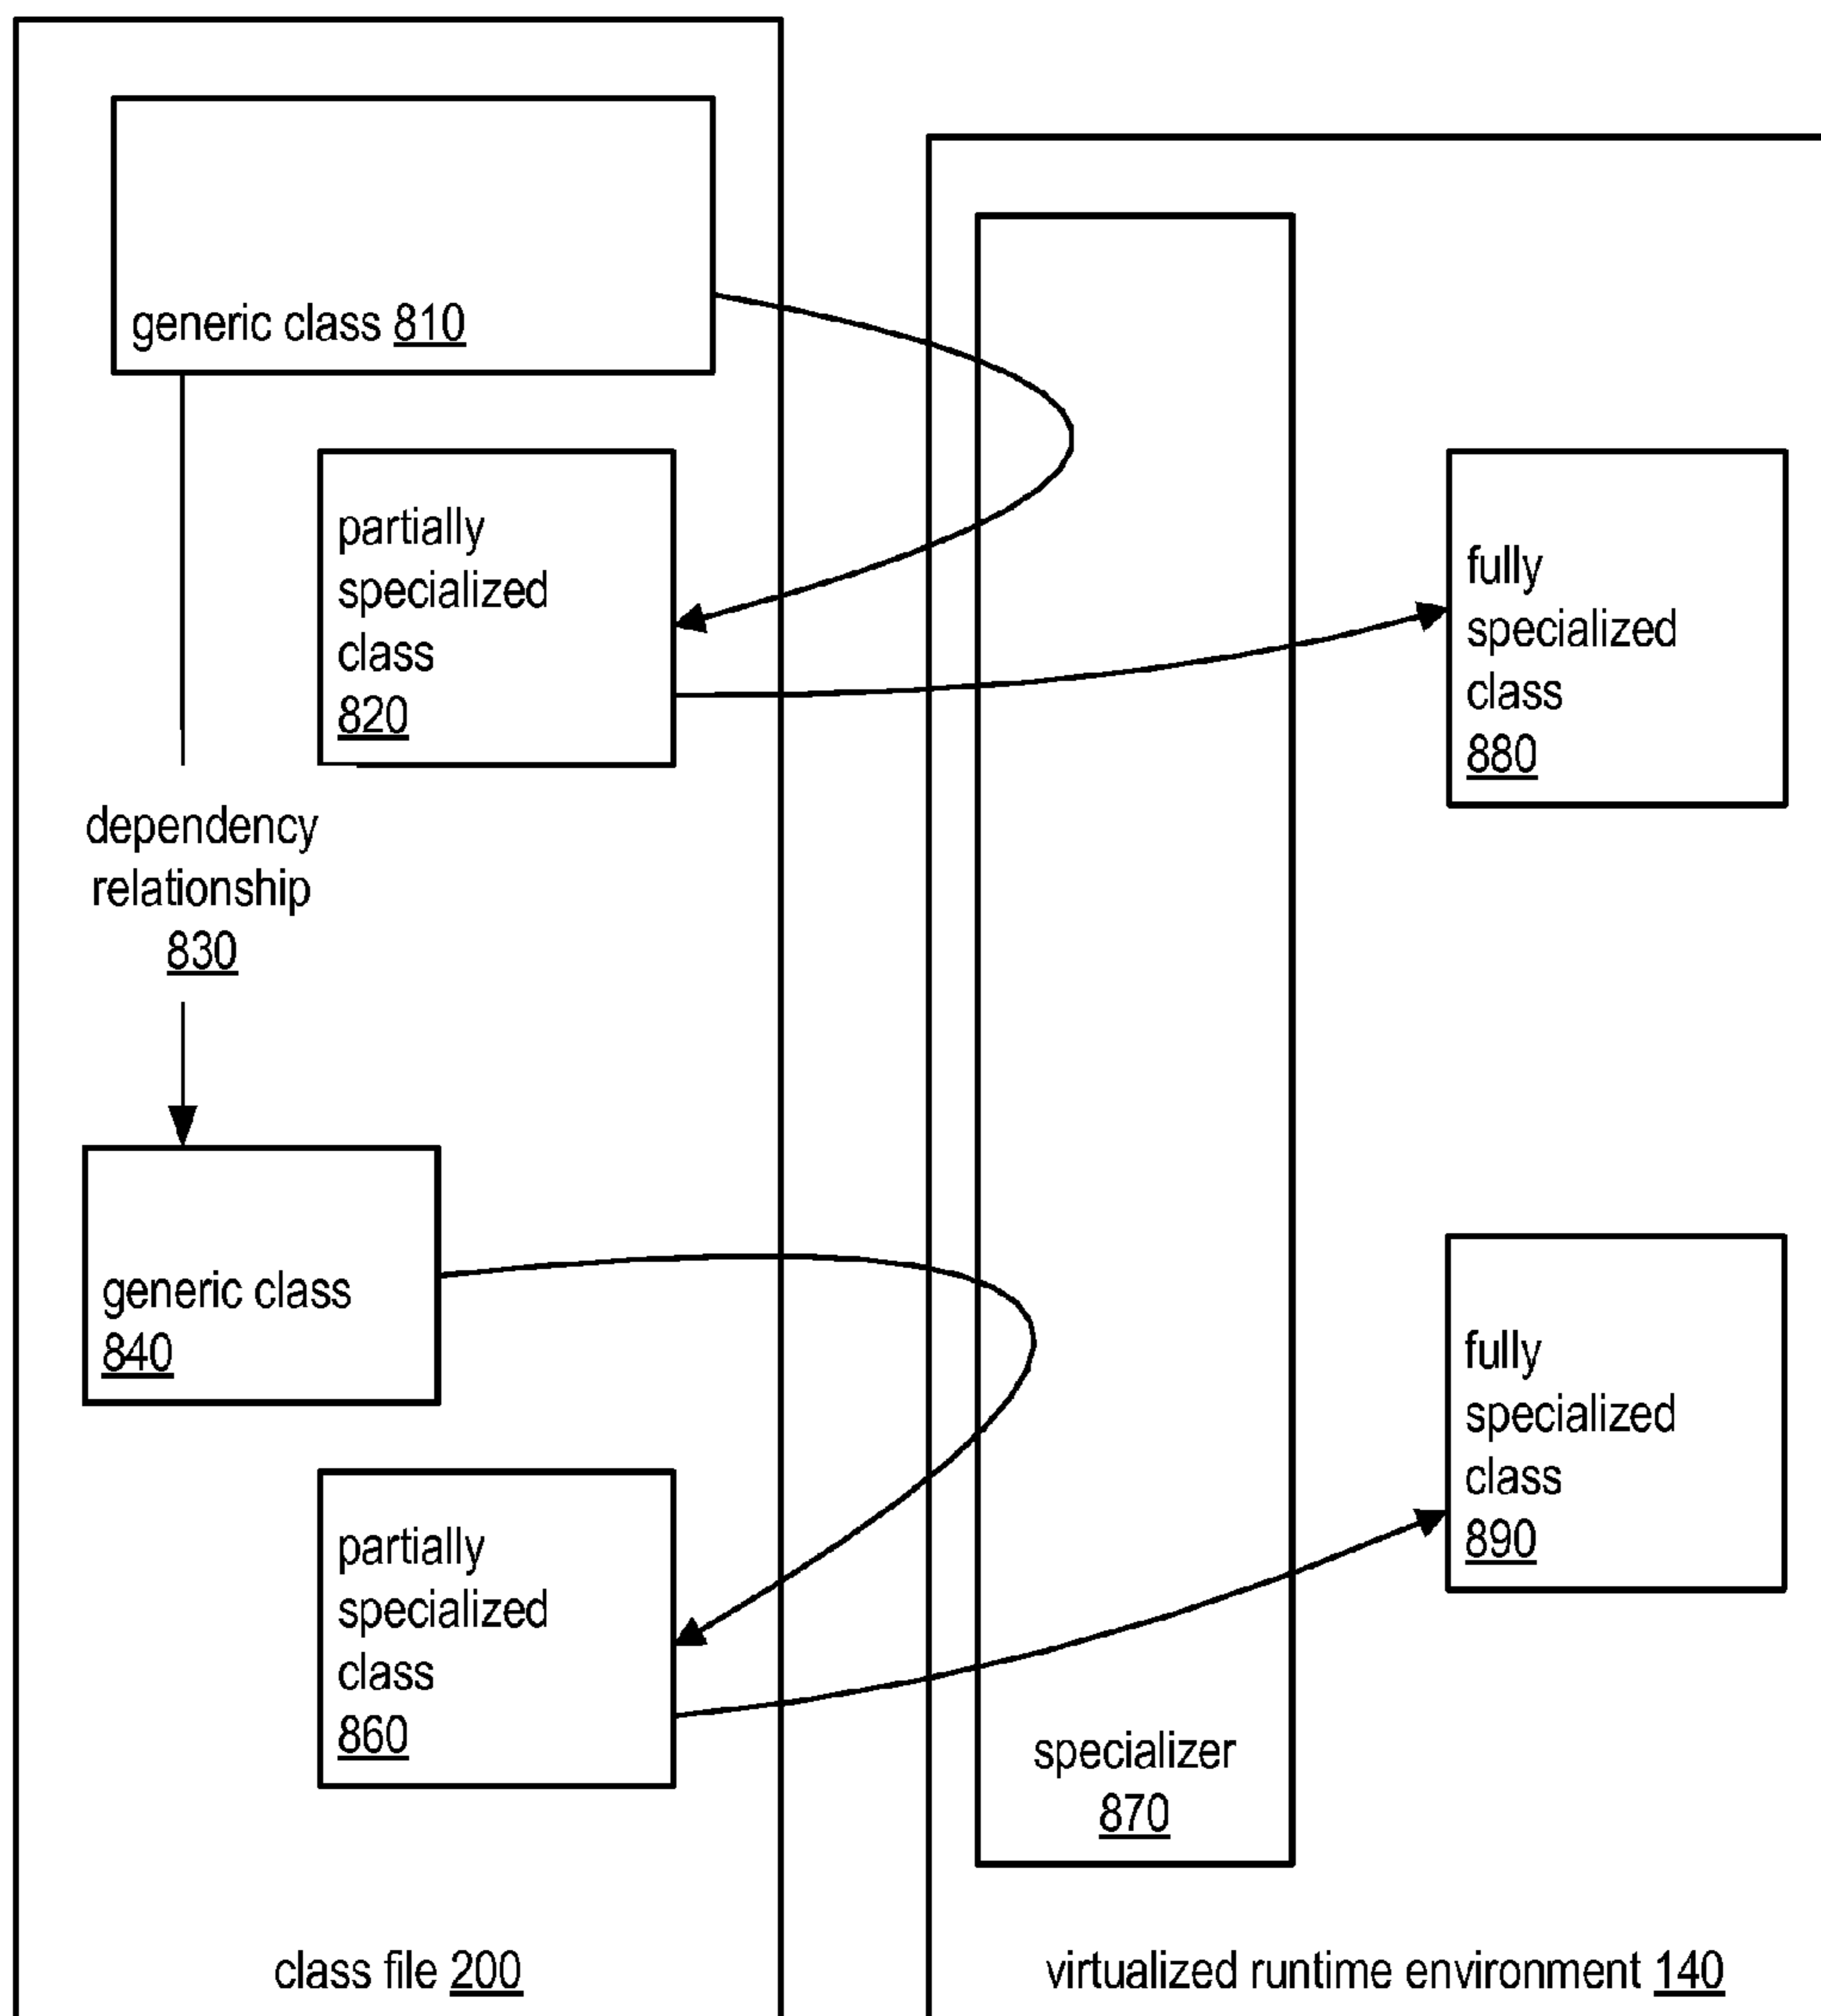 generic class 810
partially
specialized
class
820
fully
specialized
class
880
dependency
relationship
830
generic class
840
fully
specialized
class
890
partially
specialized
class
860
specializer
870
class file 200
virtualized runtime environment 140